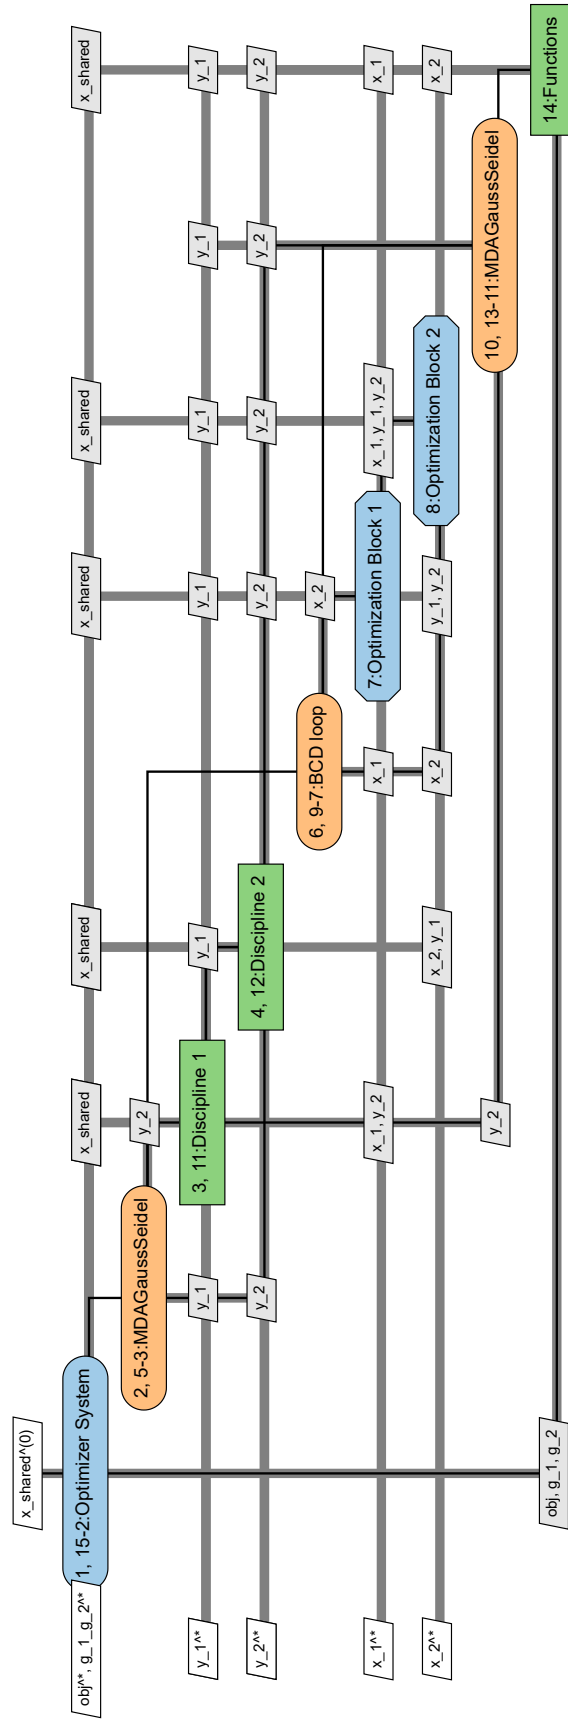 x_shared^(0)
obj^**, g_1_g_2^**
1, 15-2:Optimizer System
x_shared
x_shared
x_shared
x_shared
x_shared
2, 5-3:MDAGaussSeidel
y_2
y_1^**
y_1
3, 11:Discipline 1
y_1
y_1
y_1
y_1
y_1
y_2^**
y_2
4, 12:Discipline 2
y_2
y_2
y_2
y_2
6, 9-7:BCD loop
x_2
x_1^**
x_1, y_2
x_1
7:Optimization Block 1
x_1, y_1, y_2
x_1
x_2^**
x_2, y_1
x_2
y_1, y_2
8:Optimization Block 2
x_2
y_2
10, 13-11:MDAGaussSeidel
obj, g_1, g_2
14:Functions